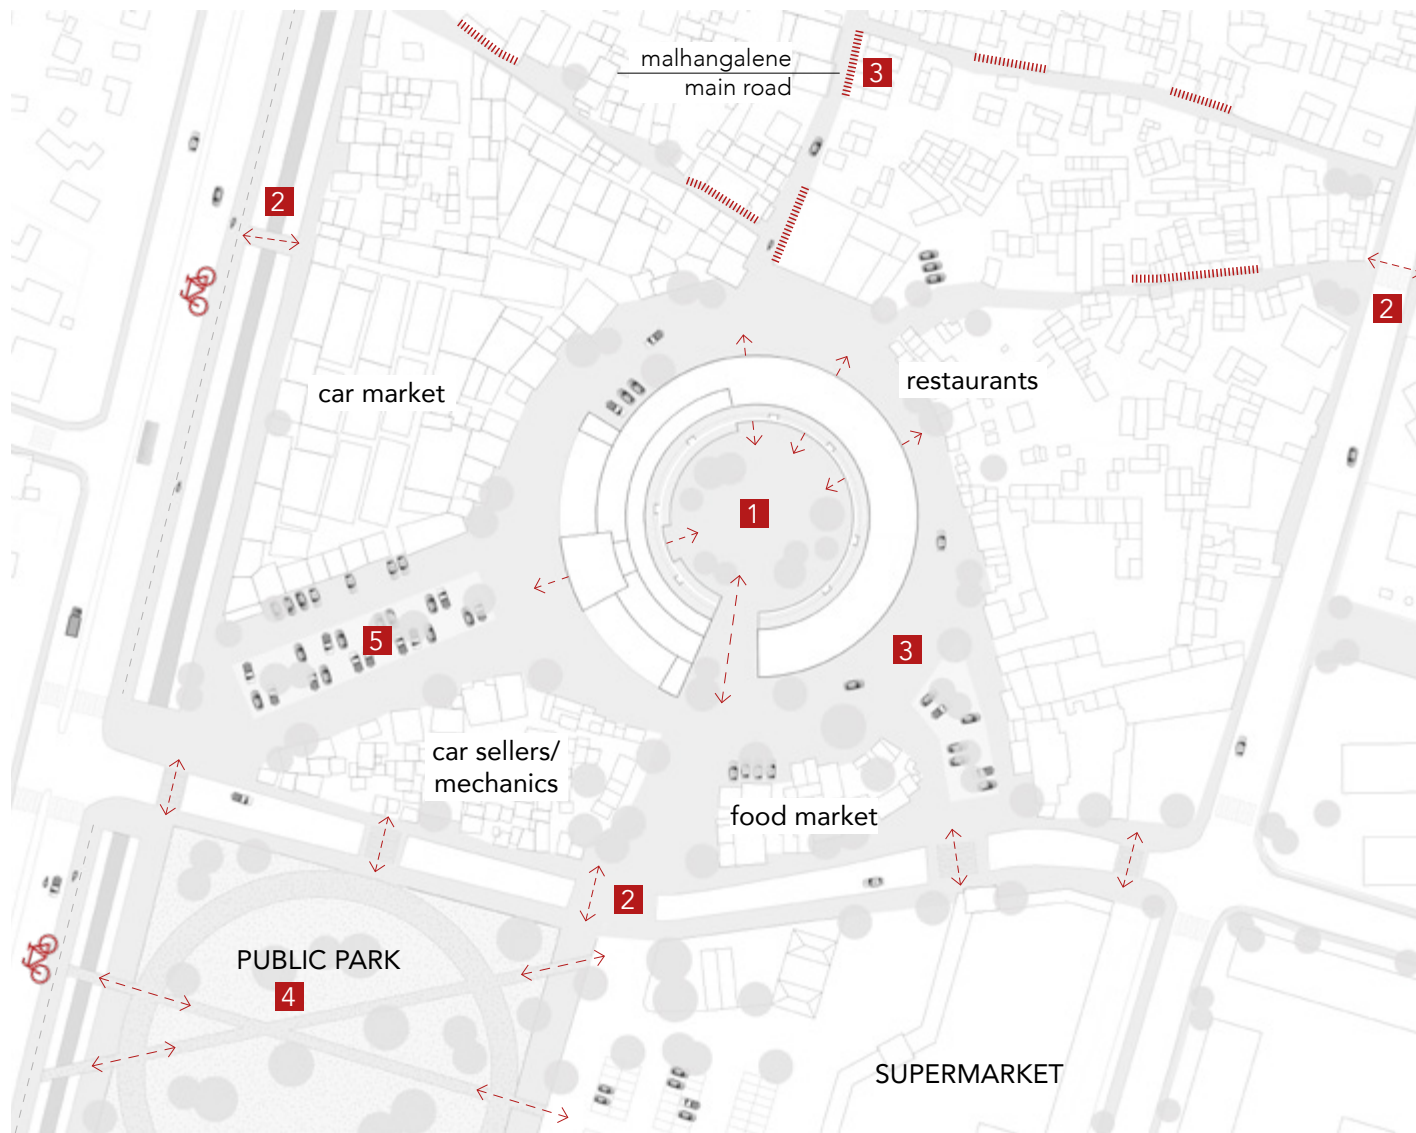 malhangalene
main road
3
2
2
car market
restaurants
1
5
3
car sellers/
mechanics
food market
2
PUBLIC PARK
4
SUPERMARKET